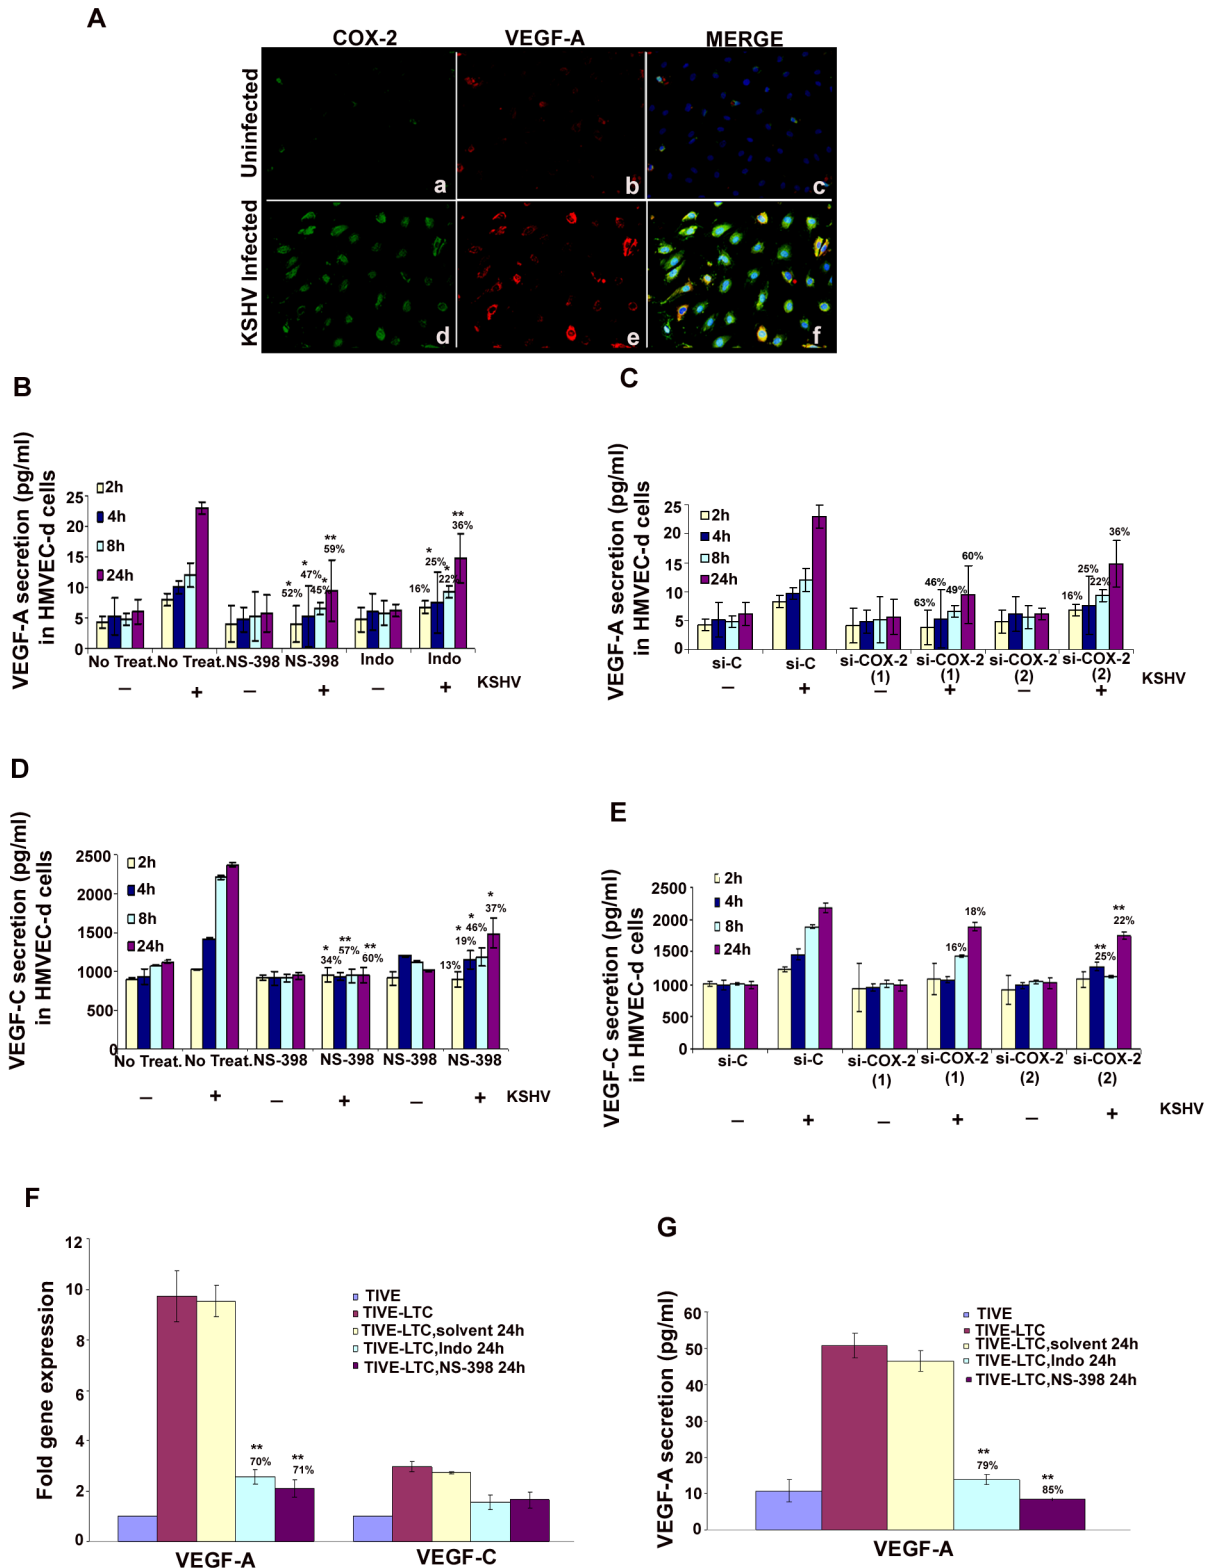 A
COX-2 VEGF-A MERGE
Uninfected
a b c
KSHV Infected
d e f
B
VEGF-A secretion (pg/ml)
in HMVEC-d cells
2h
4h
8h
24h
25
20
15
10
5
0
* 52% * 47% * 45% ** 59%
16% * 25% * 22% ** 36%
No Treat. No Treat. NS-398 NS-398 Indo Indo
– + – + – + KSHV
C
VEGF-A secretion (pg/ml)
in HMVEC-d cells
2h
4h
8h
24h
25
20
15
10
5
0
63% 46% 49% 60%
16% 25% 22% 36%
si-C si-C si-COX-2 si-COX-2 si-COX-2 si-COX-2
(1) (1) (2) (2)
– + – + – + KSHV
D
VEGF-C secretion (pg/ml)
in HMVEC-d cells
2h
4h
8h
24h
2500
2000
1500
1000
500
0
* 34% ** 57% ** 60%
13% * 19% * 46% * 37%
No Treat. No Treat. NS-398 NS-398 NS-398 NS-398
– + – + – + KSHV
E
VEGF-C secretion (pg/ml)
in HMVEC-d cells
2h
4h
8h
24h
2500
2000
1500
1000
500
0
16% 18%
** 25% ** 22%
si-C si-C si-COX-2 si-COX-2 si-COX-2 si-COX-2
(1) (1) (2) (2)
– + – + – + KSHV
F
Fold gene expression
12
10
8
6
4
2
0
TIVE
TIVE-LTC
TIVE-LTC,solvent 24h
TIVE-LTC,Indo 24h
TIVE-LTC,NS-398 24h
** 70% ** 71%
VEGF-A VEGF-C
G
VEGF-A secretion (pg/ml)
60
50
40
30
20
10
0
TIVE
TIVE-LTC
TIVE-LTC,solvent 24h
TIVE-LTC,Indo 24h
TIVE-LTC,NS-398 24h
** 79% ** 85%
VEGF-A